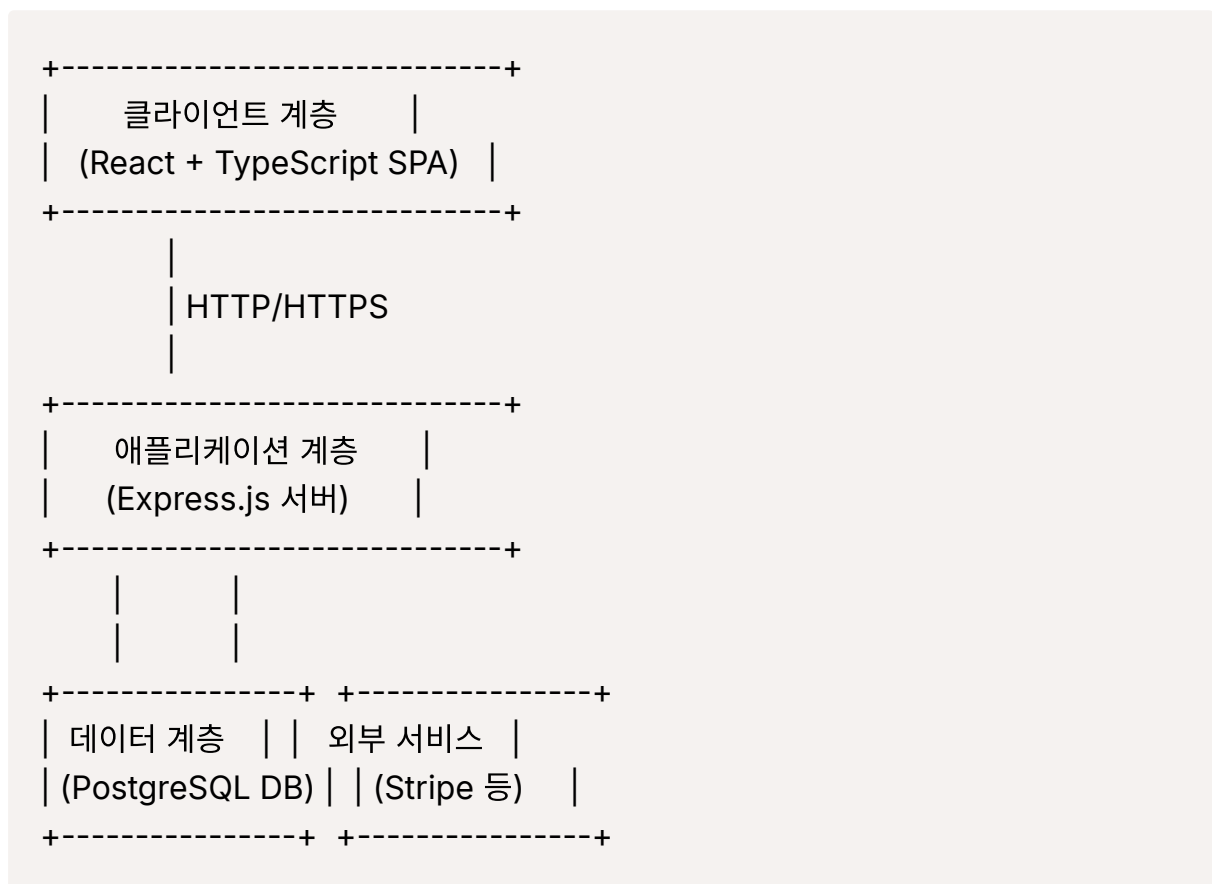 +------------------------------+
|        클라이언트 계층        |
|   (React + TypeScript SPA)   |
+------------------------------+
              |
              | HTTP/HTTPS
              |
+------------------------------+
|       애플리케이션 계층       |
|      (Express.js 서버)       |
+------------------------------+
        |            |
        |            |
+----------------+  +----------------+
|  데이터 계층    |  |   외부 서비스   |
| (PostgreSQL DB) |  | (Stripe 등)     |
+----------------+  +----------------+